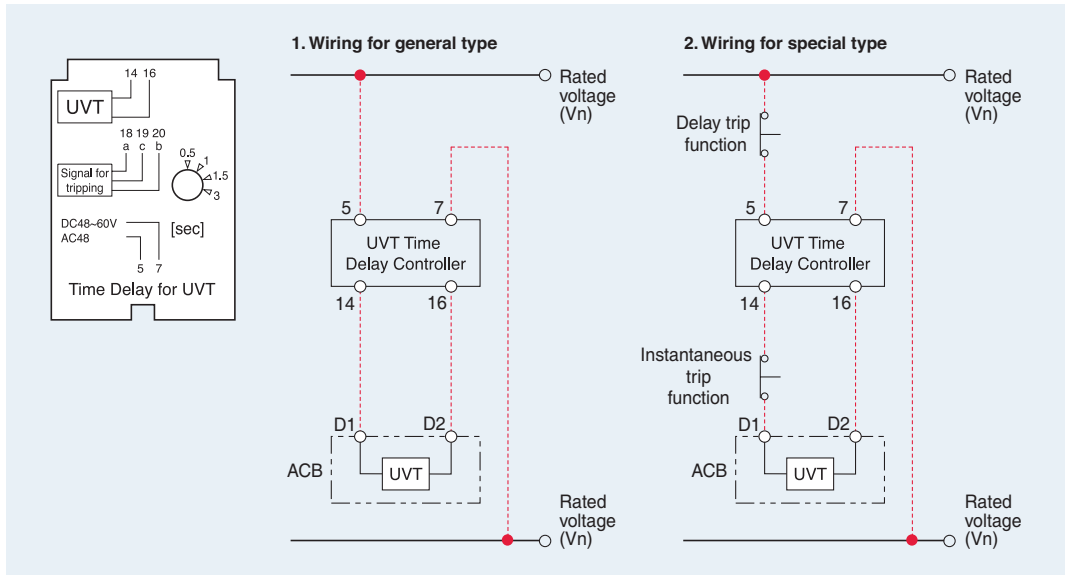 14 16
UVT
18 19 20
a c b
Signal for
tripping
0.5
1
1.5
3
DC48~60V
AC48
[sec]
5 7
Time Delay for UVT
1. Wiring for general type
Rated
voltage
(Vn)
5 7
UVT Time
Delay Controller
14 16
D1 D2
ACB
UVT
Rated
voltage
(Vn)
2. Wiring for special type
Rated
voltage
(Vn)
Delay trip
function
5 7
UVT Time
Delay Controller
14 16
Instantaneous
trip
function
D1 D2
ACB
UVT
Rated
voltage
(Vn)